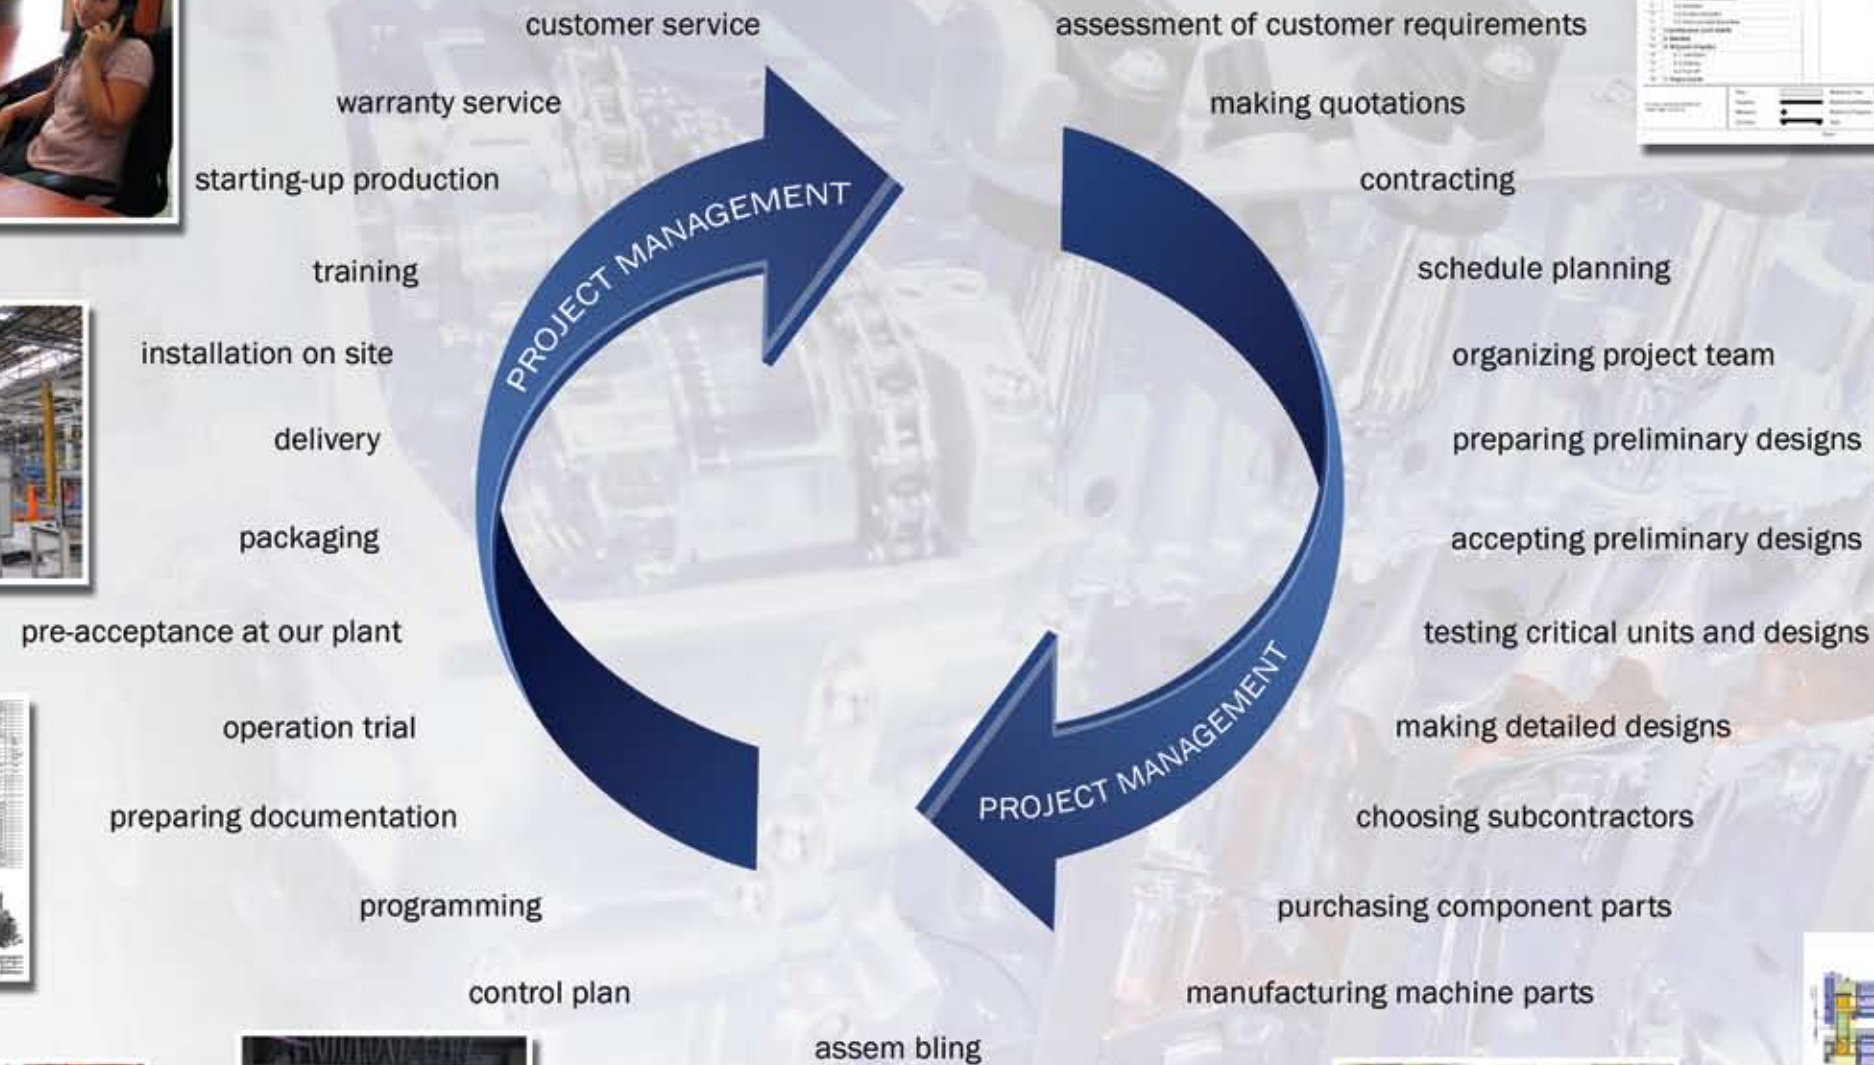 customer service
assessment of customer requirements
warranty service
making quotations
starting-up production
contracting
training
schedule planning
installation on site
organizing project team
delivery
preparing preliminary designs
packaging
accepting preliminary designs
pre-acceptance at our plant
testing critical units and designs
operation trial
making detailed designs
preparing documentation
choosing subcontractors
programming
purchasing component parts
control plan
manufacturing machine parts
assem bling
PROJECT MANAGEMENT
PROJECT MANAGEMENT